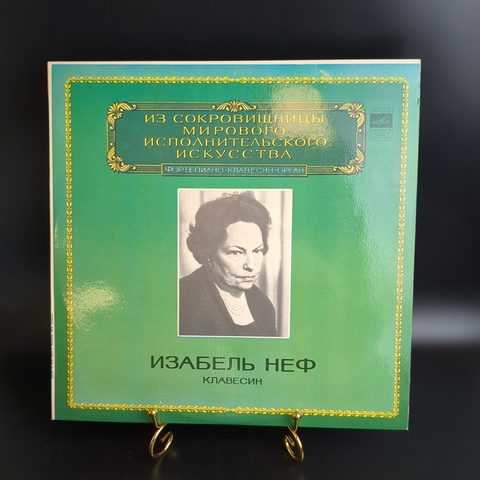 ИЗ СОКРОВИЩНИЦЫ
МИРОВОГО
ИСПОЛНИТЕЛЬСКОГО
ИСКУССТВА
ФОРТЕПИАНО·КЛАВЕСИН·ОРГАН
ИЗАБЕЛЬ НЕФ
КЛАВЕСИН